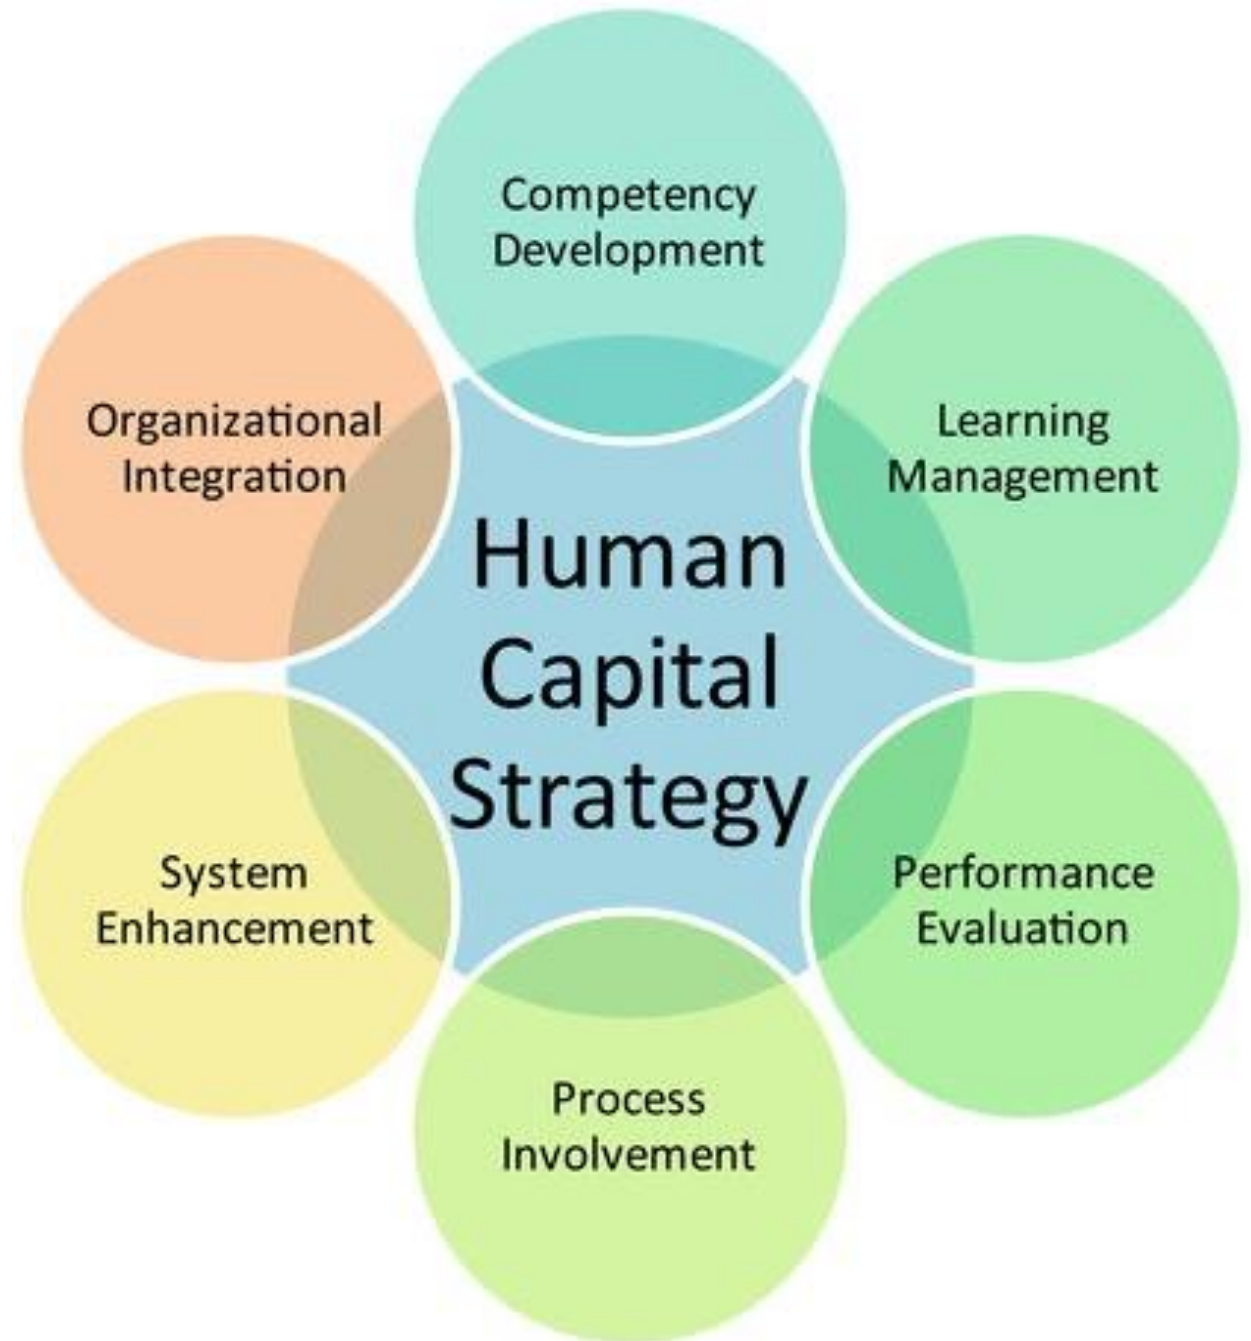 Competency
Development
Organizational
Integration
Learning
Management
Human
Capital
Strategy
System
Enhancement
Performance
Evaluation
Process
Involvement